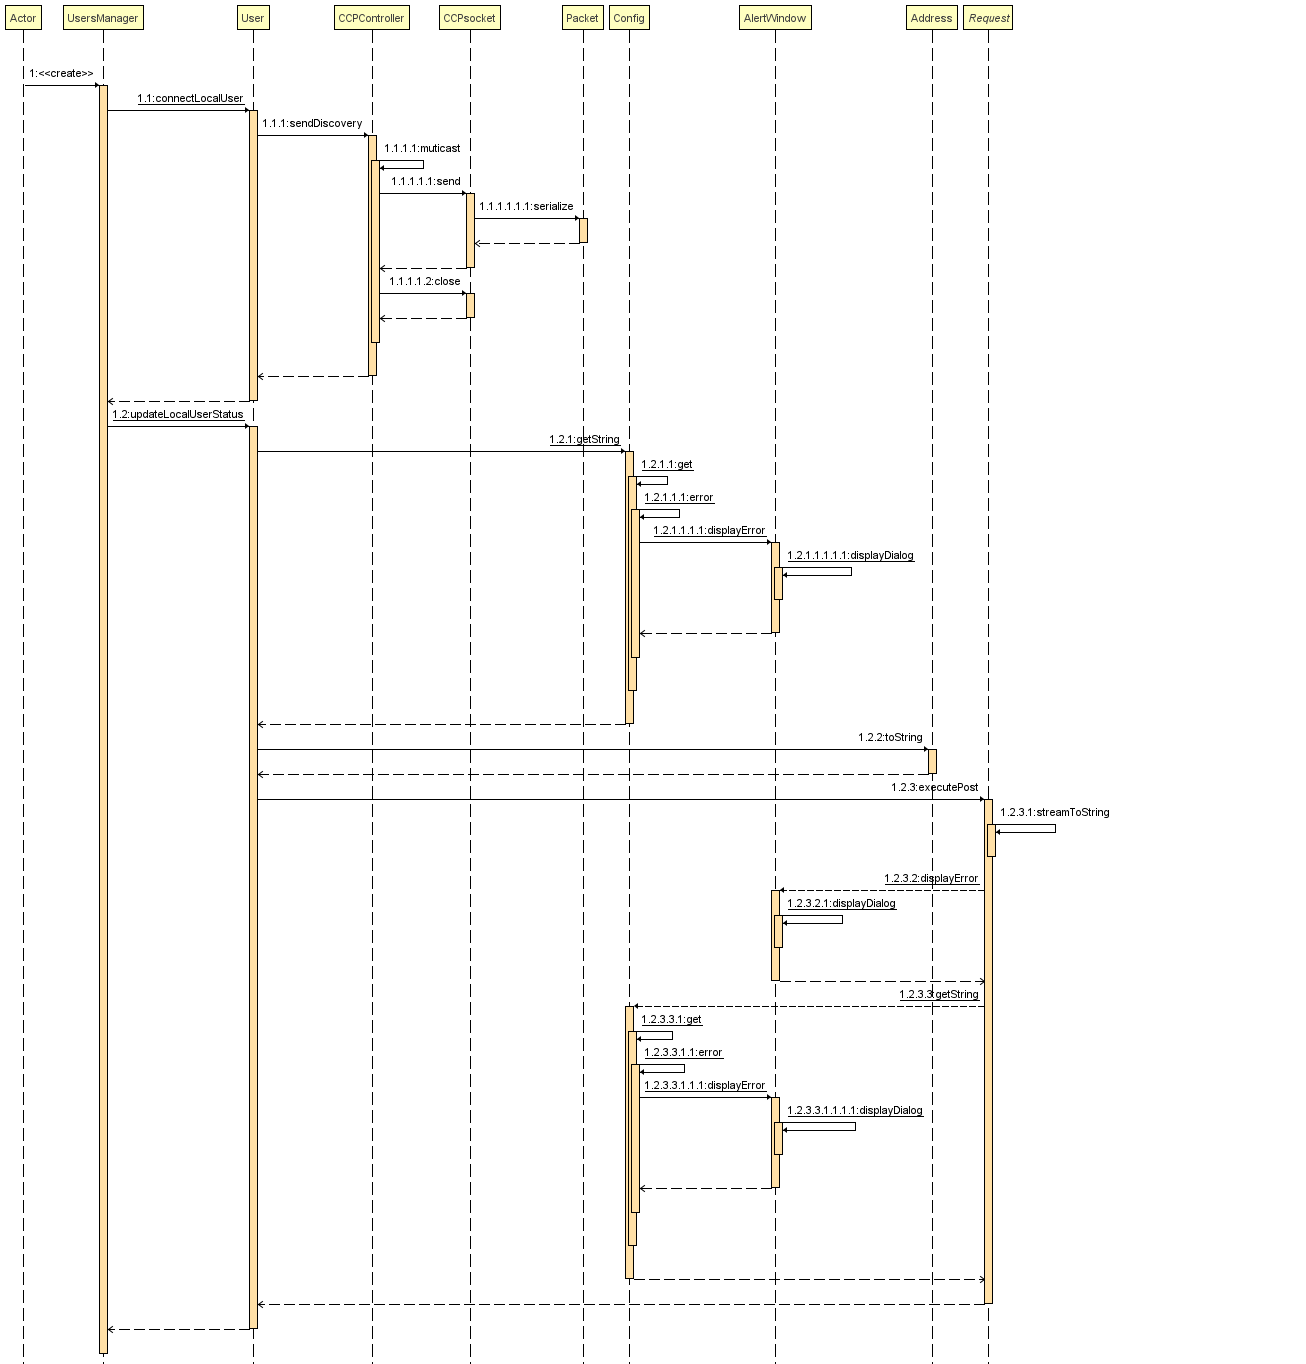 Actor UsersManager User CCPController CCPsocket Packet Config AlertWindow Address Request
1:<<create>>
1.1:connectLocalUser
1.1.1:sendDiscovery
1.1.1.1:muticast
1.1.1.1.1:send
1.1.1.1.1.1:serialize
1.1.1.1.2:close
1.2:updateLocalUserStatus
1.2.1:getString
1.2.1.1:get
1.2.1.1.1:error
1.2.1.1.1.1:displayError
1.2.1.1.1.1.1:displayDialog
1.2.2:toString
1.2.3:executePost
1.2.3.1:streamToString
1.2.3.2:displayError
1.2.3.2.1:displayDialog
1.2.3.3:getString
1.2.3.3.1:get
1.2.3.3.1.1:error
1.2.3.3.1.1.1:displayError
1.2.3.3.1.1.1.1:displayDialog